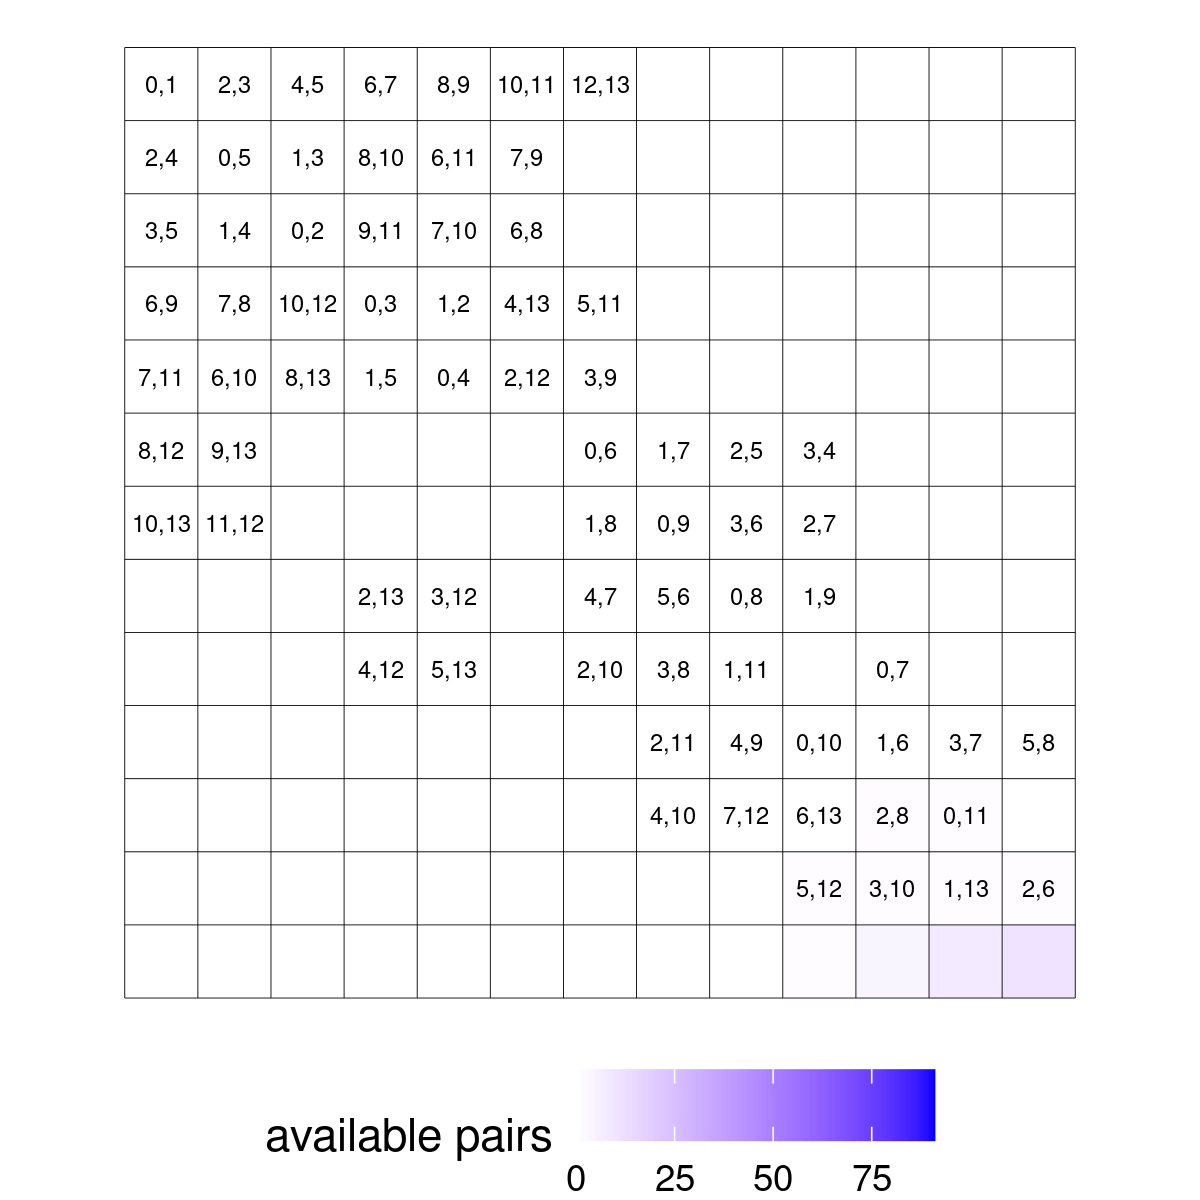 0,1 2,3 4,5 6,7 8,9 10,11 12,13
2,4 0,5 1,3 8,10 6,11 7,9
3,5 1,4 0,2 9,11 7,10 6,8
6,9 7,8 10,12 0,3 1,2 4,13 5,11
7,11 6,10 8,13 1,5 0,4 2,12 3,9
8,12 9,13 0,6 1,7 2,5 3,4
10,13 11,12 1,8 0,9 3,6 2,7
2,13 3,12 4,7 5,6 0,8 1,9
4,12 5,13 2,10 3,8 1,11 0,7
2,11 4,9 0,10 1,6 3,7 5,8
4,10 7,12 6,13 2,8 0,11
5,12 3,10 1,13 2,6
available pairs
0 25 50 75